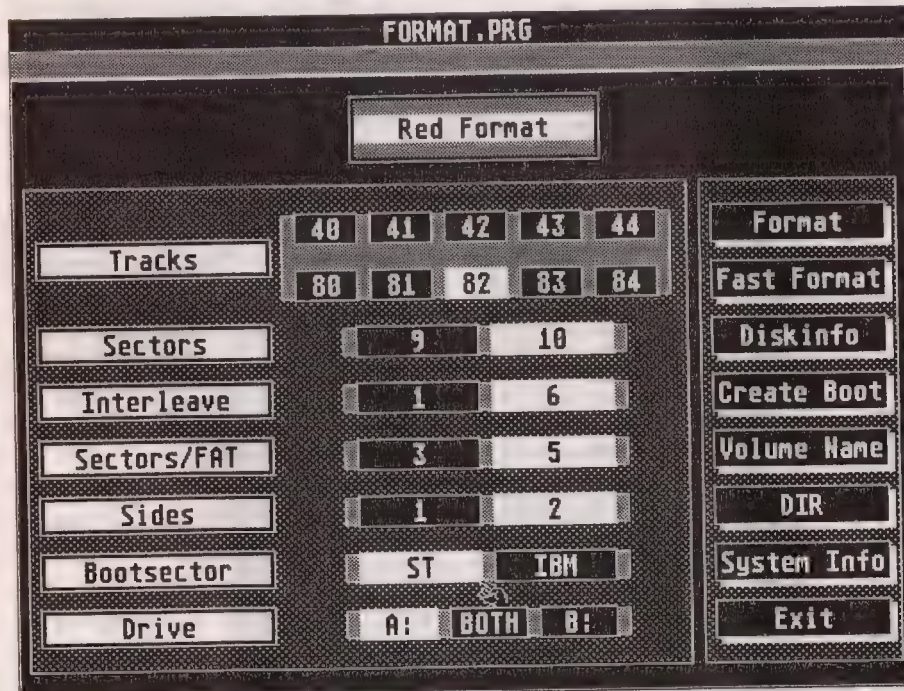 FORMAT.PRG
Red Format
Tracks
40 41 42 43 44
80 81 82 83 84
Sectors
9 10
Interleave
1 6
Sectors/FAT
3 5
Sides
1 2
Bootsector
ST IBM
Drive
A: BOTH B:
Format
Fast Format
Diskinfo
Create Boot
Volume Name
DIR
System Info
Exit